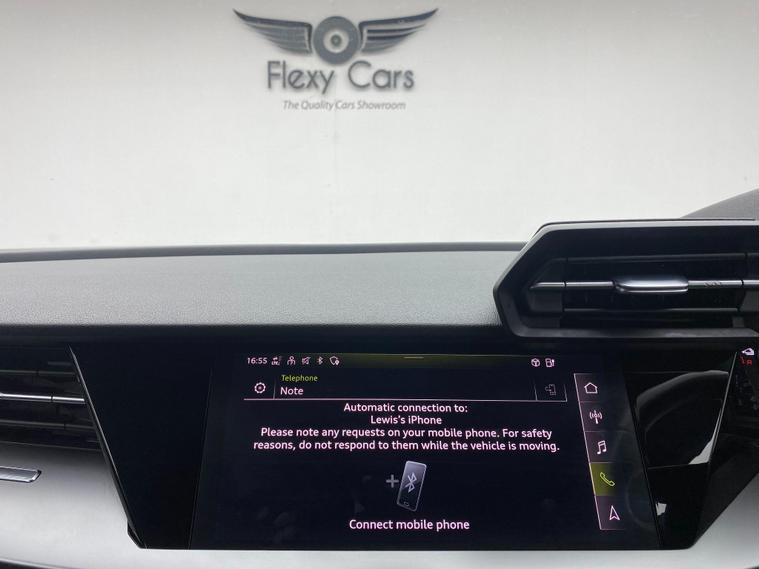 Flexy Cars
The Quality Cars Showroom
16:55
Telephone
Note
Automatic connection to:
Lewis's iPhone
Please note any requests on your mobile phone. For safety
reasons, do not respond to them while the vehicle is moving.
Connect mobile phone